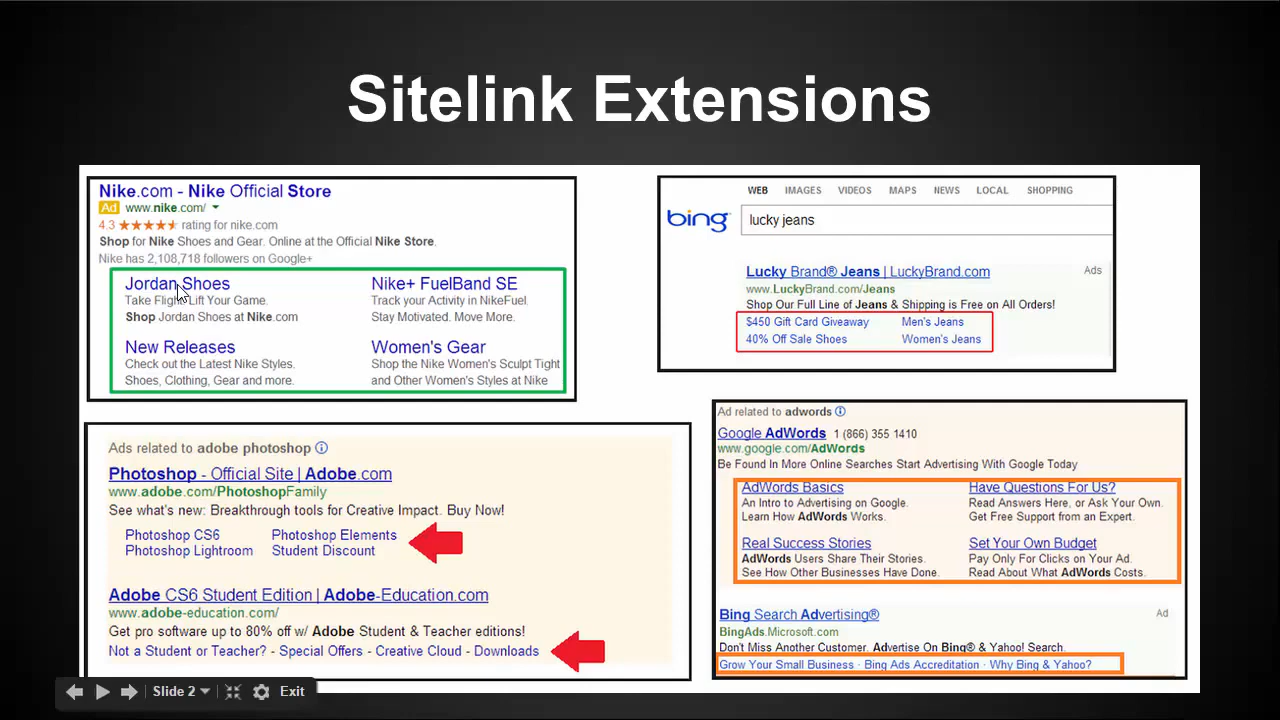 Sitelink Extensions
Nike.com - Nike Official Store
Ad www.nike.com/
4.3 rating for nike.com
Shop for Nike Shoes and Gear. Online at the Official Nike Store.
Nike has 2,108,718 followers on Google+
Jordan Shoes
Take Flight Lift Your Game.
Shop Jordan Shoes at Nike.com
Nike+ FuelBand SE
Track your Activity in NikeFuel.
Stay Motivated. Move More.
New Releases
Check out the Latest Nike Styles.
Shoes, Clothing, Gear and more.
Women's Gear
Shop the Nike Women's Sculpt Tight
and Other Women's Styles at Nike
WEB IMAGES VIDEOS MAPS NEWS LOCAL SHOPPING
bing lucky jeans
Lucky Brand® Jeans | LuckyBrand.com Ads
www.LuckyBrand.com/Jeans
Shop Our Full Line of Jeans & Shipping is Free on All Orders!
$450 Gift Card Giveaway Men's Jeans
40% Off Sale Shoes Women's Jeans
Ads related to adobe photoshop
Photoshop - Official Site | Adobe.com
www.adobe.com/PhotoshopFamily
See what's new: Breakthrough tools for Creative Impact. Buy Now!
Photoshop CS6 Photoshop Elements
Photoshop Lightroom Student Discount
Adobe CS6 Student Edition | Adobe-Education.com
www.adobe-education.com/
Get pro software up to 80% off w/ Adobe Student & Teacher editions!
Not a Student or Teacher? - Special Offers - Creative Cloud - Downloads
Ad related to adwords
Google AdWords 1 (866) 355 1410
www.google.com/AdWords
Be Found In More Online Searches Start Advertising With Google Today
AdWords Basics
An Intro to Advertising on Google.
Learn How AdWords Works.
Have Questions For Us?
Read Answers Here, or Ask Your Own.
Get Free Support from an Expert.
Real Success Stories
AdWords Users Share Their Stories.
See How Other Businesses Have Done.
Set Your Own Budget
Pay Only For Clicks on Your Ad.
Read About What AdWords Costs.
Bing Search Advertising® Ad
BingAds.Microsoft.com
Don't Miss Another Customer. Advertise On Bing® & Yahoo! Search.
Grow Your Small Business · Bing Ads Accreditation · Why Bing & Yahoo?
Slide 2 Exit